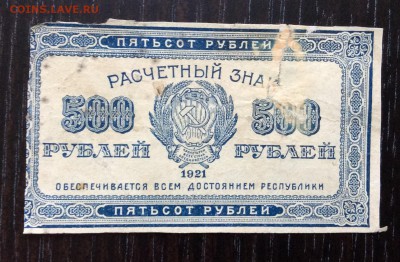 COINS.LAVE.RU
ПЯТЬСОТ РУБЛЕЙ
РАСЧЕТНЫЙ ЗНАК
500 500
РУБЛЕЙ РУБЛЕЙ
1921
ОБЕСПЕЧИВАЕТСЯ ВСЕМ ДОСТОЯНИЕМ РЕСПУБЛИКИ
ПЯТЬСОТ РУБЛЕЙ